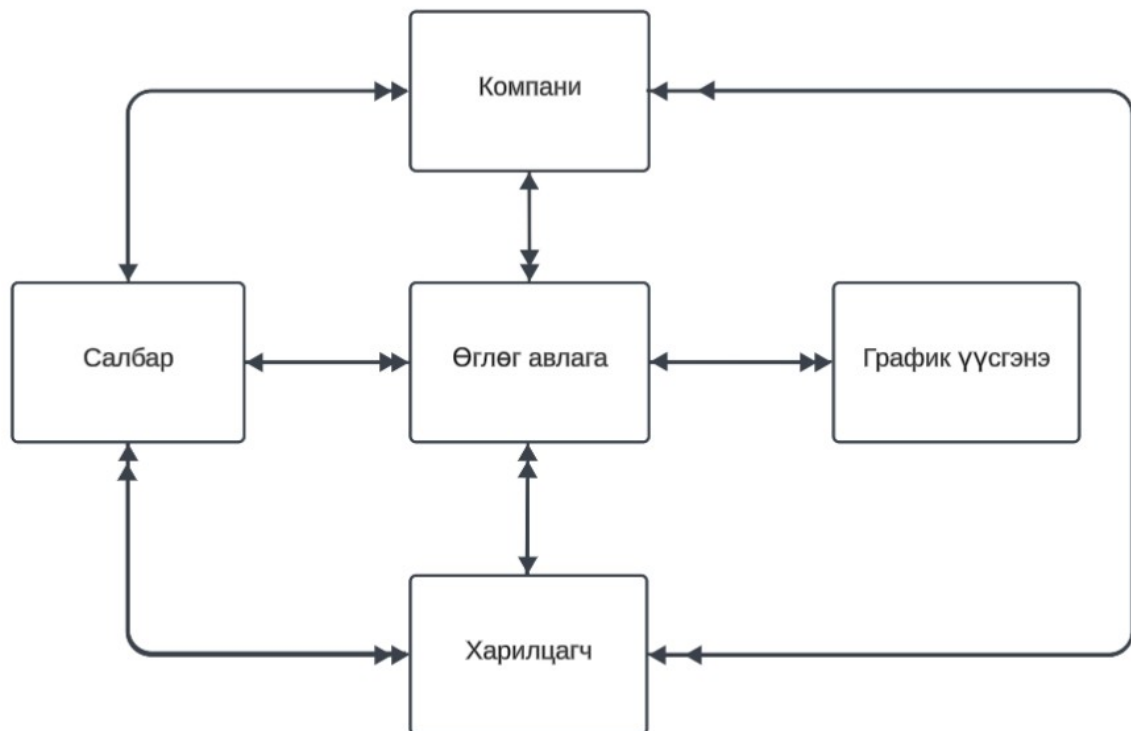 Компани
Салбар
Өглөг авлага
График үүсгэнэ
Харилцагч